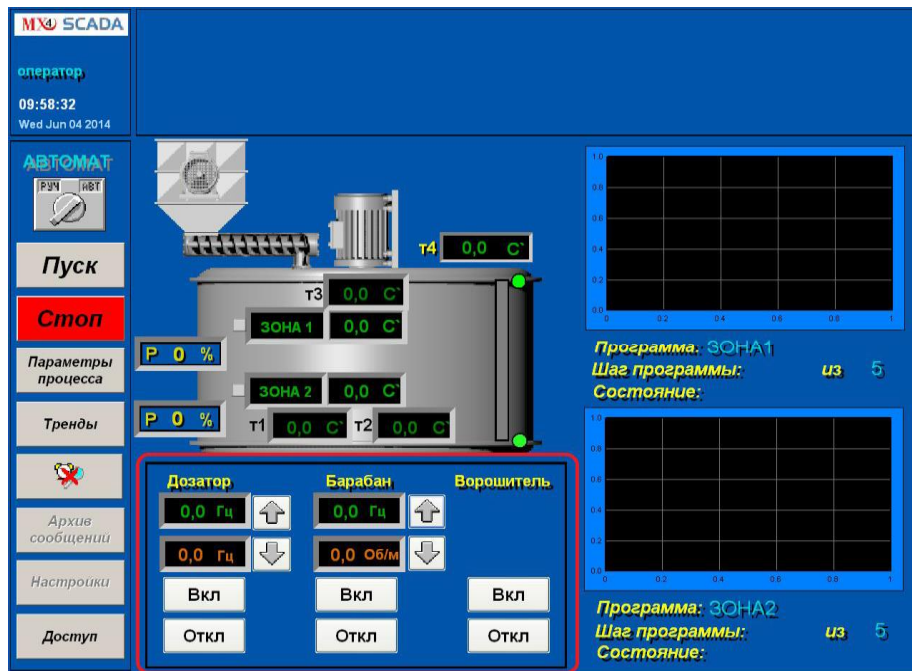 MX4 SCADA
оператор
09:58:32
Wed Jun 04 2014
АВТОМАТ
РУЧ АВТ
Пуск
Стоп
Параметры
процесса
Тренды
Архив
сообщении
Настроики
Доступ
т4 0,0 C`
т3 0,0 C`
ЗОНА 1 0,0 C`
P 0 %
ЗОНА 2 0,0 C`
P 0 %
т1 0,0 C` т2 0,0 C`
Дозатор Барабан Ворошитель
0,0 Гц 0,0 Гц
0,0 Гц 0,0 Об/м
Вкл Вкл Вкл
Откл Откл Откл
1.0
0.8
0.6
0.4
0.2
0 0.2 0.4 0.6 0.8 1
Программа: ЗОНА1
Шаг программы: из 5
Состояние:
1.0
0.8
0.6
0.4
0.2
0.0
0 0.2 0.4 0.6 0.8 1
Программа: ЗОНА2
Шаг программы: из 5
Состояние: